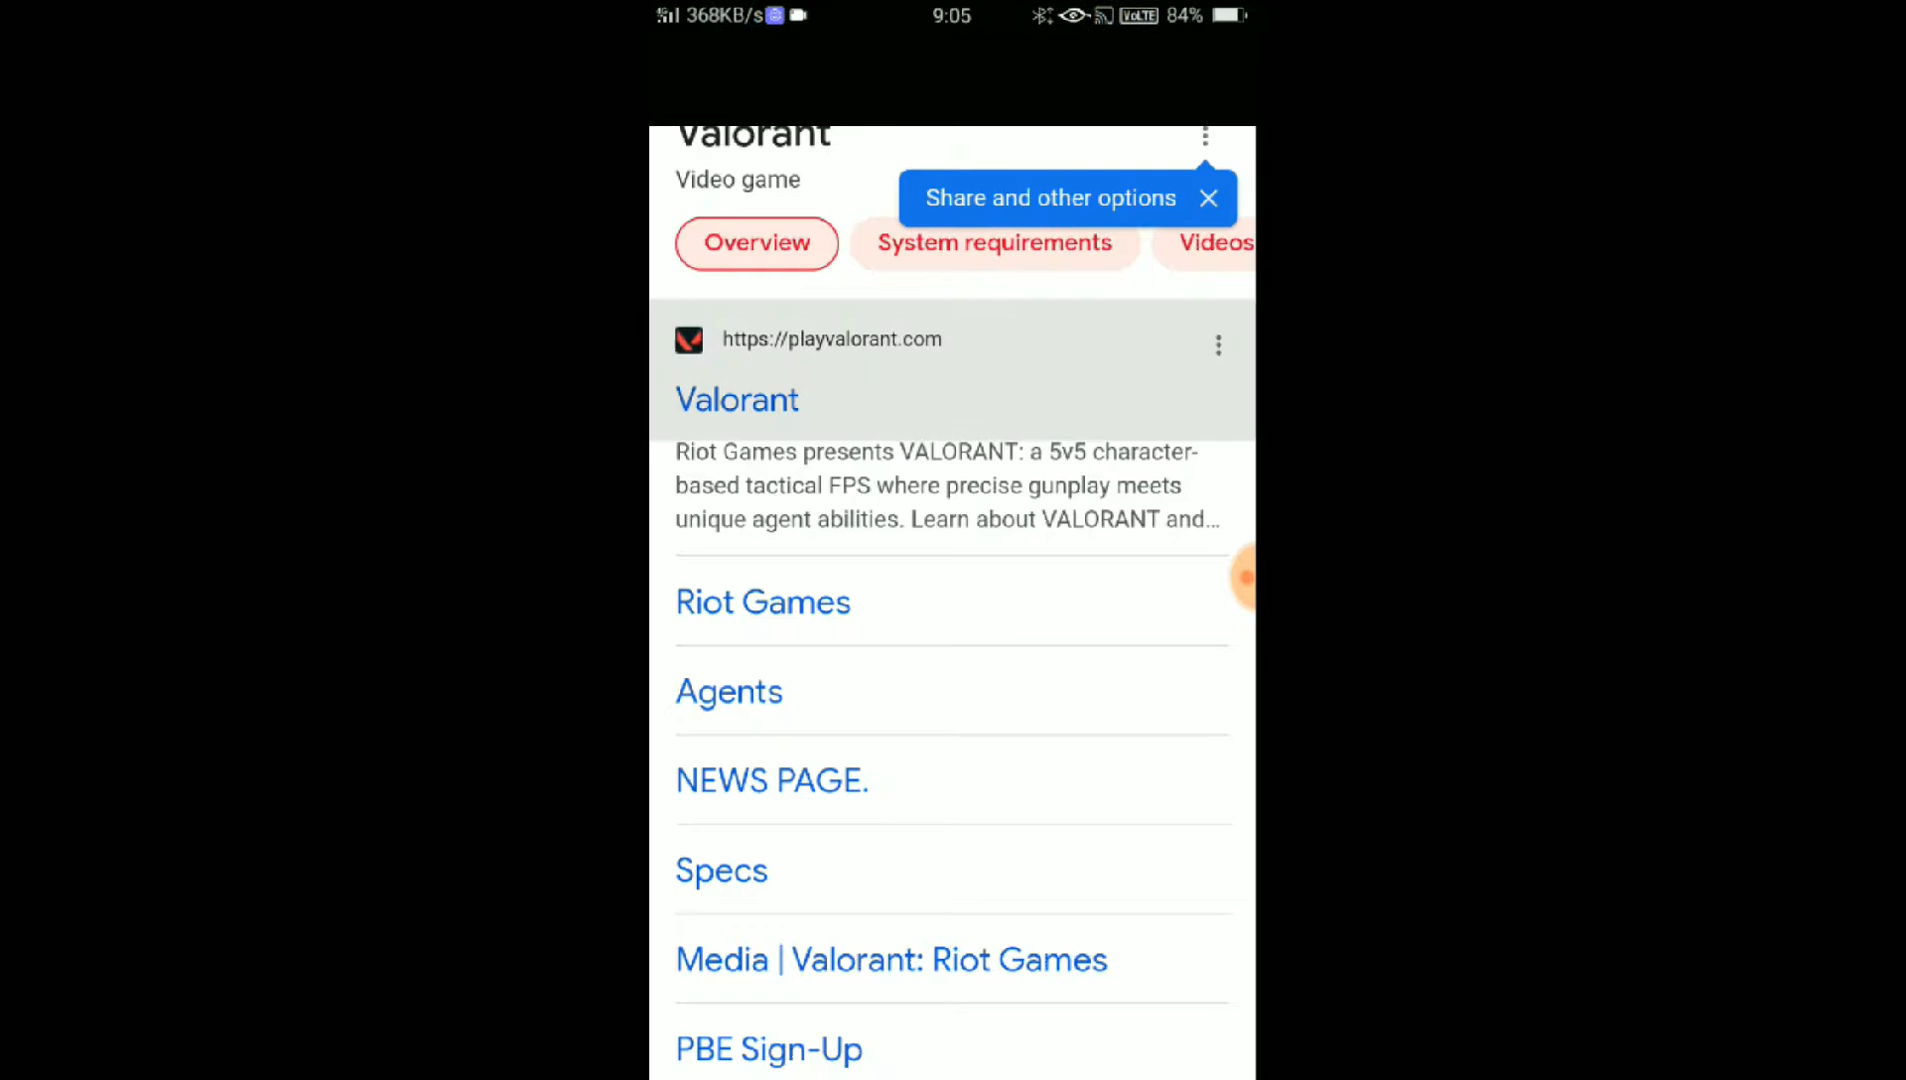 368KB/s 9:05 VoLTE 84%
Valorant
Video game
Share and other options
Overview System requirements Videos
https://playvalorant.com
Valorant
Riot Games presents VALORANT: a 5v5 character-
based tactical FPS where precise gunplay meets
unique agent abilities. Learn about VALORANT and...
Riot Games
Agents
NEWS PAGE.
Specs
Media | Valorant: Riot Games
PBE Sign-Up